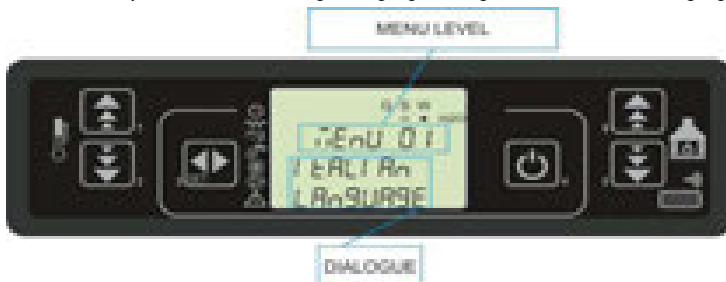 MENU LEVEL
MEnU 01
ITALIAn
LAnGUAGE
DIALOGUE